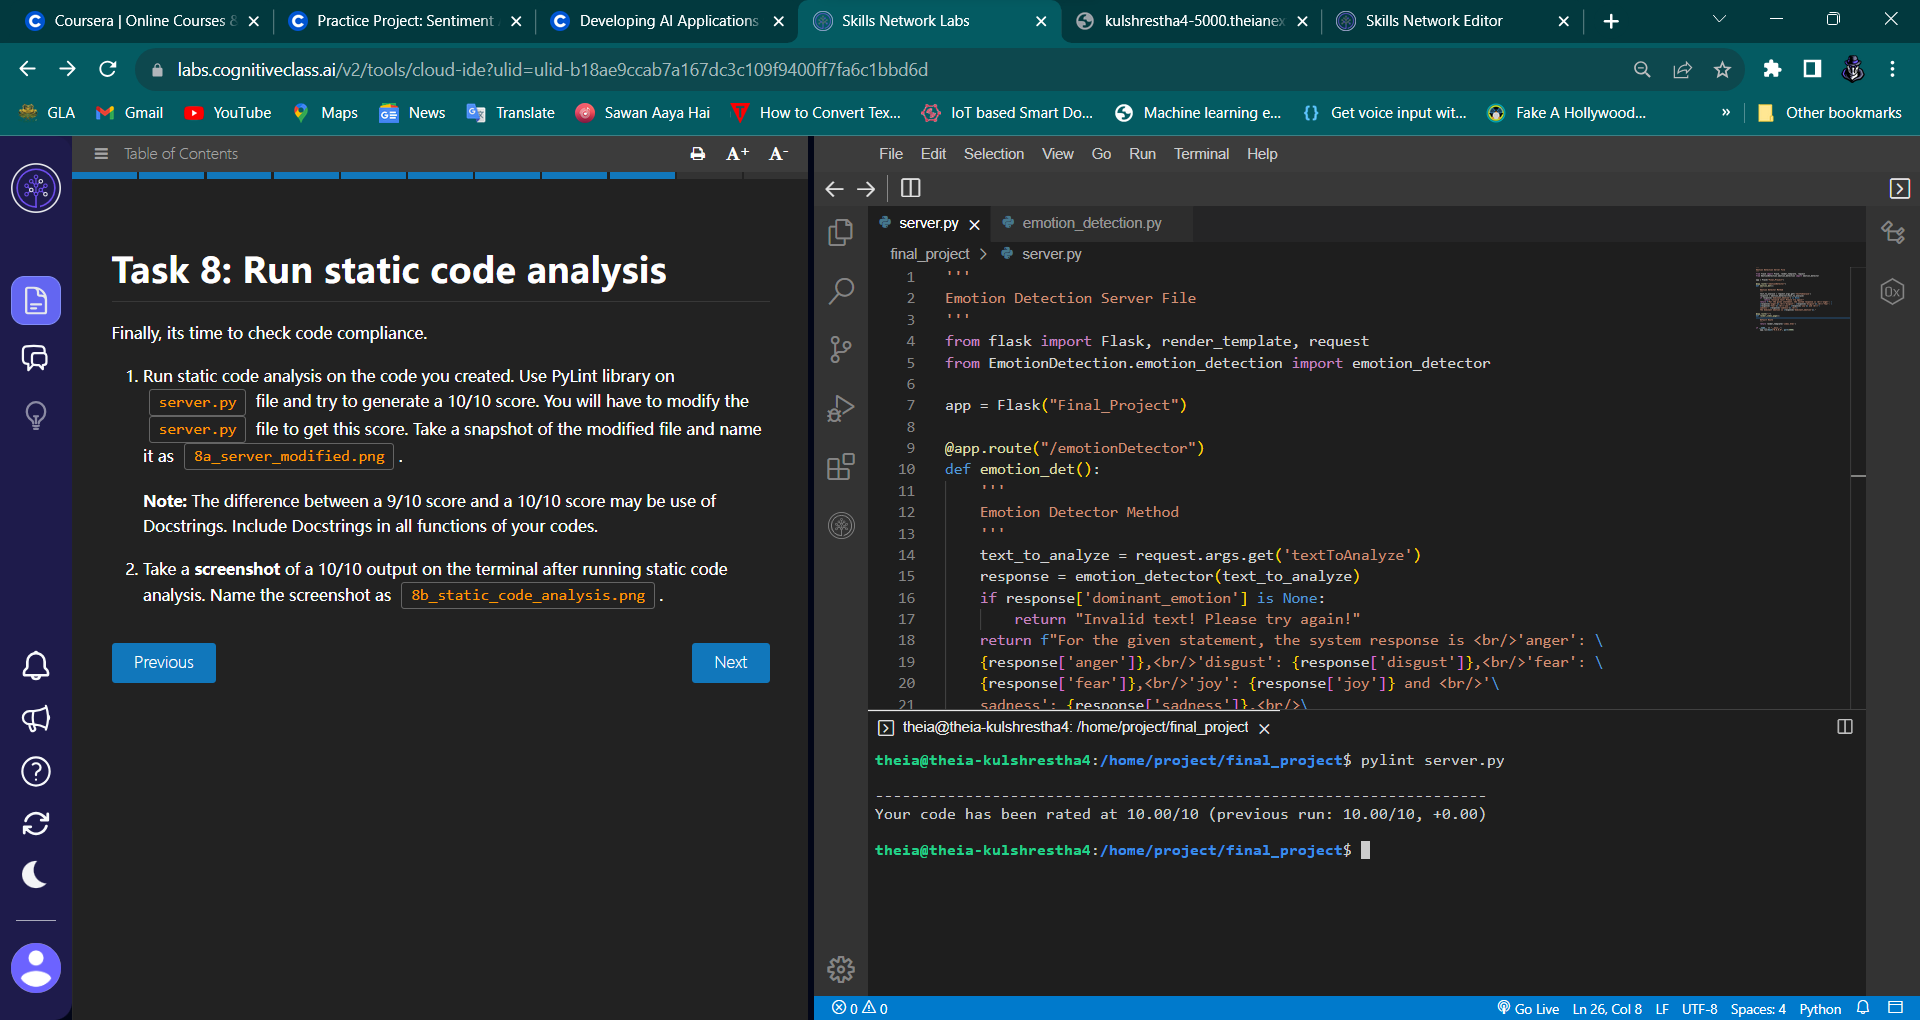 Coursera | Online Courses &
Practice Project: Sentiment
Developing AI Applications
Skills Network Labs
kulshrestha4-5000.theianex
Skills Network Editor
labs.cognitiveclass.ai/v2/tools/cloud-ide?ulid=ulid-b18ae9ccab7a167dc3c109f9400ff7fa6c1bbd6d
GLA
Gmail
YouTube
Maps
News
Translate
Sawan Aaya Hai
How to Convert Tex...
IoT based Smart Do...
Machine learning e...
Get voice input wit...
Fake A Hollywood...
»
Other bookmarks
Table of Contents
A+ A-
Task 8: Run static code analysis
Finally, its time to check code compliance.
1. Run static code analysis on the code you created. Use PyLint library on
server.py file and try to generate a 10/10 score. You will have to modify the
server.py file to get this score. Take a snapshot of the modified file and name
it as 8a_server_modified.png .
Note: The difference between a 9/10 score and a 10/10 score may be use of
Docstrings. Include Docstrings in all functions of your codes.
2. Take a screenshot of a 10/10 output on the terminal after running static code
analysis. Name the screenshot as 8b_static_code_analysis.png .
Previous
Next
File Edit Selection View Go Run Terminal Help
server.py
emotion_detection.py
final_project > server.py
1 '''
2 Emotion Detection Server File
3 '''
4 from flask import Flask, render_template, request
5 from EmotionDetection.emotion_detection import emotion_detector
6
7 app = Flask("Final_Project")
8
9 @app.route("/emotionDetector")
10 def emotion_det():
11 '''
12 Emotion Detector Method
13 '''
14 text_to_analyze = request.args.get('textToAnalyze')
15 response = emotion_detector(text_to_analyze)
16 if response['dominant_emotion'] is None:
17 return "Invalid text! Please try again!"
18 return f"For the given statement, the system response is <br/>'anger': \
19 {response['anger']},<br/>'disgust': {response['disgust']},<br/>'fear': \
20 {response['fear']},<br/>'joy': {response['joy']} and <br/>'\
21 sadness': {response['sadness']}.<br/>\
theia@theia-kulshrestha4: /home/project/final_project
theia@theia-kulshrestha4:/home/project/final_project$ pylint server.py
--------------------------------------------------------------------
Your code has been rated at 10.00/10 (previous run: 10.00/10, +0.00)
theia@theia-kulshrestha4:/home/project/final_project$
0 0
Go Live
Ln 26, Col 8
LF
UTF-8
Spaces: 4
Python